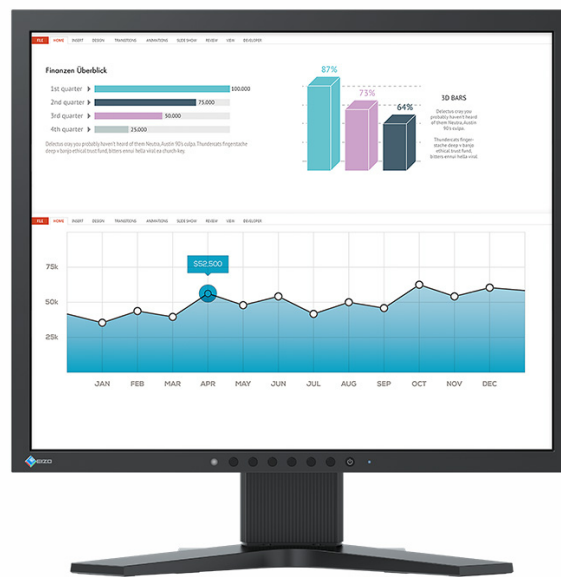 FILE HOME INSERT DESIGN TRANSITIONS ANIMATIONS SLIDE SHOW REVIEW VIEW DEVELOPER
Finanzen Überblick
1st quarter 100.000
2nd quarter 75.000
3rd quarter 50.000
4th quarter 25.000
87%
73%
64%
3D BARS
FILE HOME INSERT DESIGN TRANSITIONS ANIMATIONS SLIDE SHOW REVIEW VIEW DEVELOPER
75k
50k
25k
$52,500
JAN FEB MAR APR MAY JUN JUL AUG SEP OCT NOV DEC
EIZO